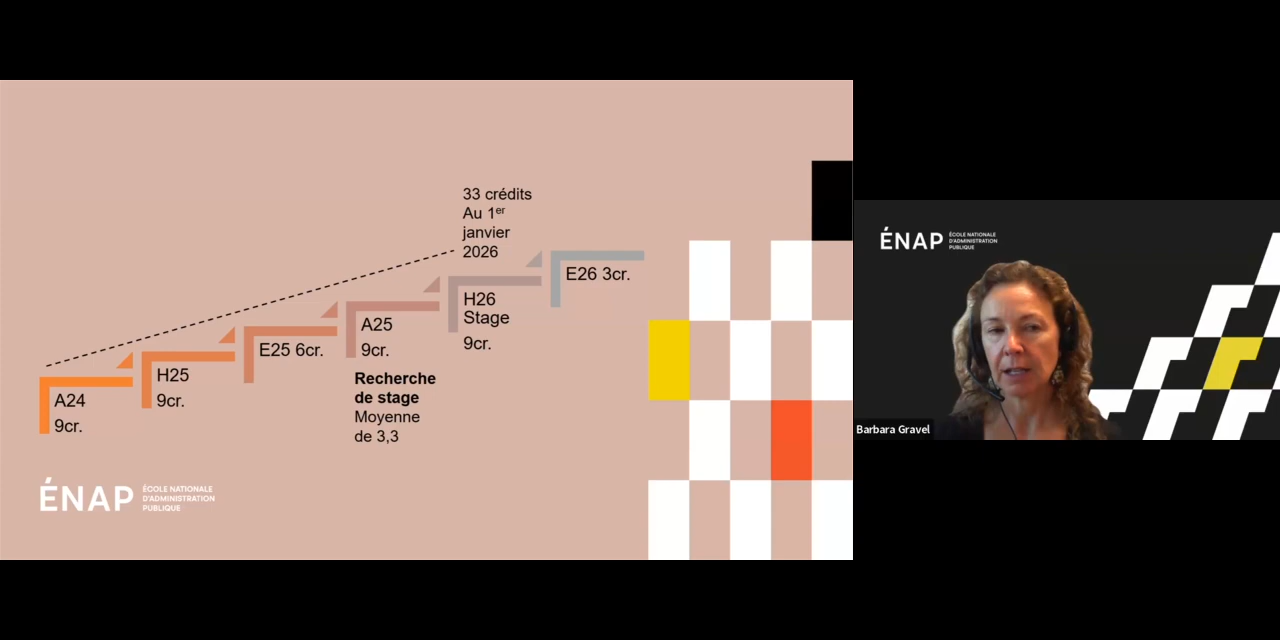 33 crédits
Au 1er
janvier
2026
E26 3cr.
H26
Stage
9cr.
A25
9cr.
Recherche
de stage
Moyenne
de 3,3
E25 6cr.
H25
9cr.
A24
9cr.
ÉNAP
ÉCOLE NATIONALE
D'ADMINISTRATION
PUBLIQUE
ÉNAP
ÉCOLE NATIONALE
D'ADMINISTRATION
PUBLIQUE
Barbara Gravel